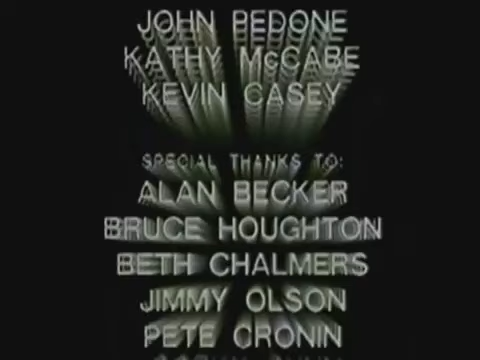 JOHN PEDONE
KATHY McCABE
KEVIN CASEY
SPECIAL THANKS TO:
ALAN BECKER
BRUCE HOUGHTON
BETH CHALMERS
JIMMY OLSON
PETE CRONIN